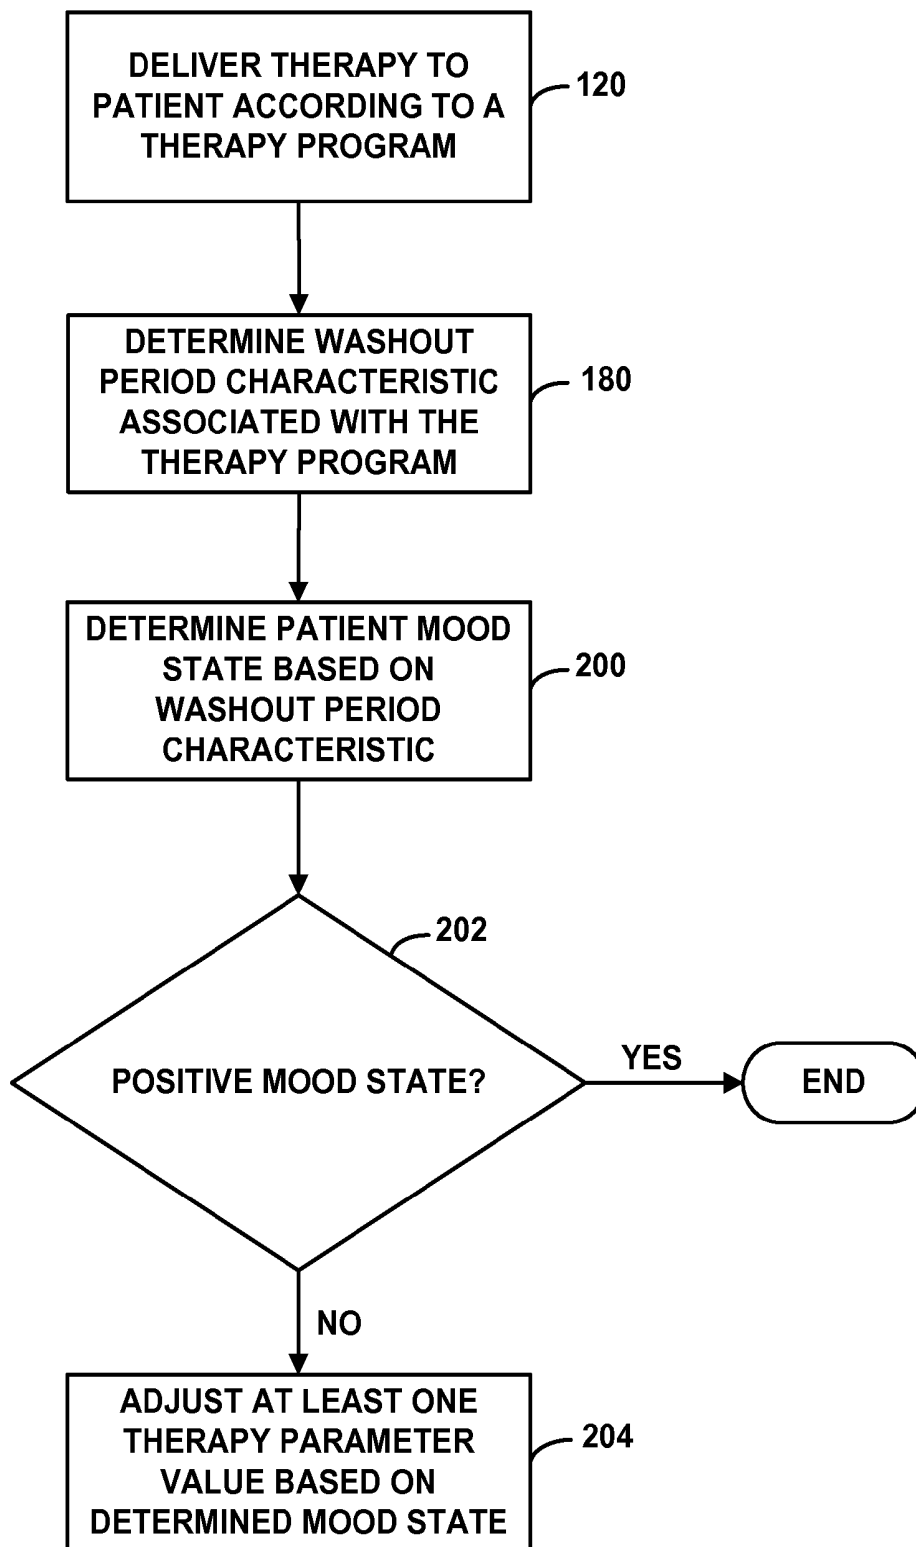 DELIVER THERAPY TO
PATIENT ACCORDING TO A
THERAPY PROGRAM
120
DETERMINE WASHOUT
PERIOD CHARACTERISTIC
ASSOCIATED WITH THE
THERAPY PROGRAM
180
DETERMINE PATIENT MOOD
STATE BASED ON
WASHOUT PERIOD
CHARACTERISTIC
200
202
POSITIVE MOOD STATE?
YES
END
NO
ADJUST AT LEAST ONE
THERAPY PARAMETER
VALUE BASED ON
DETERMINED MOOD STATE
204